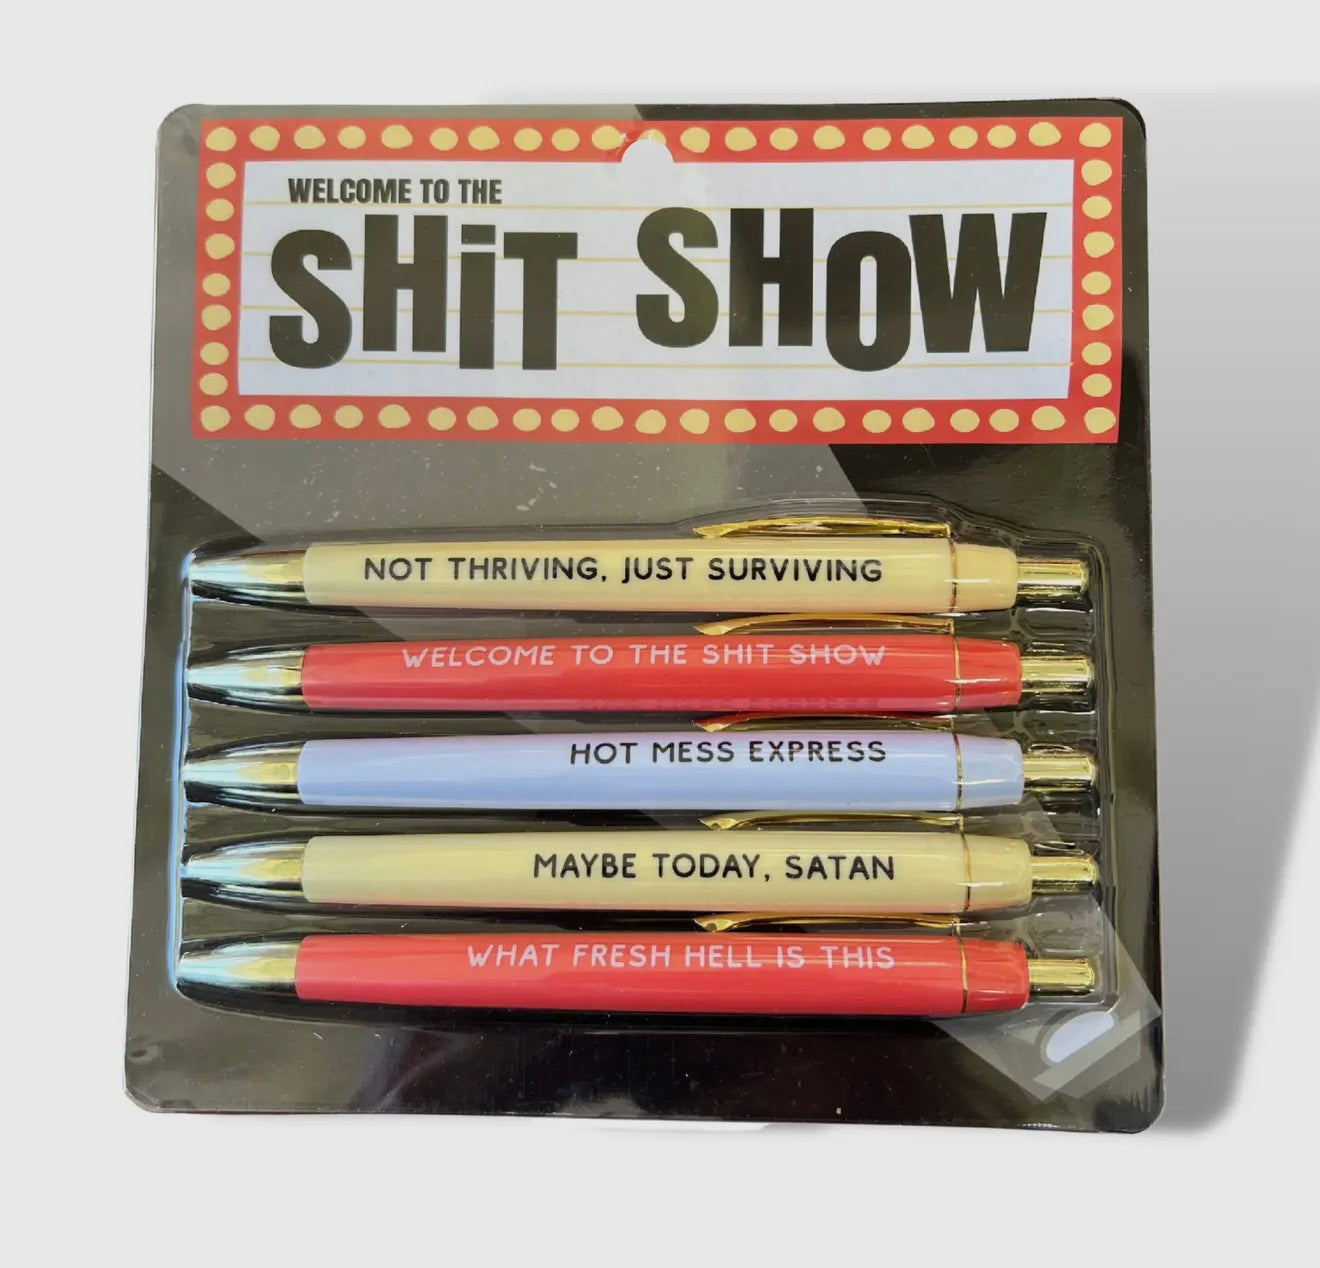 WELCOME TO THE
SHiT SHOW
NOT THRIVING, JUST SURVIVING
WELCOME TO THE SHIT SHOW
HOT MESS EXPRESS
MAYBE TODAY, SATAN
WHAT FRESH HELL IS THIS